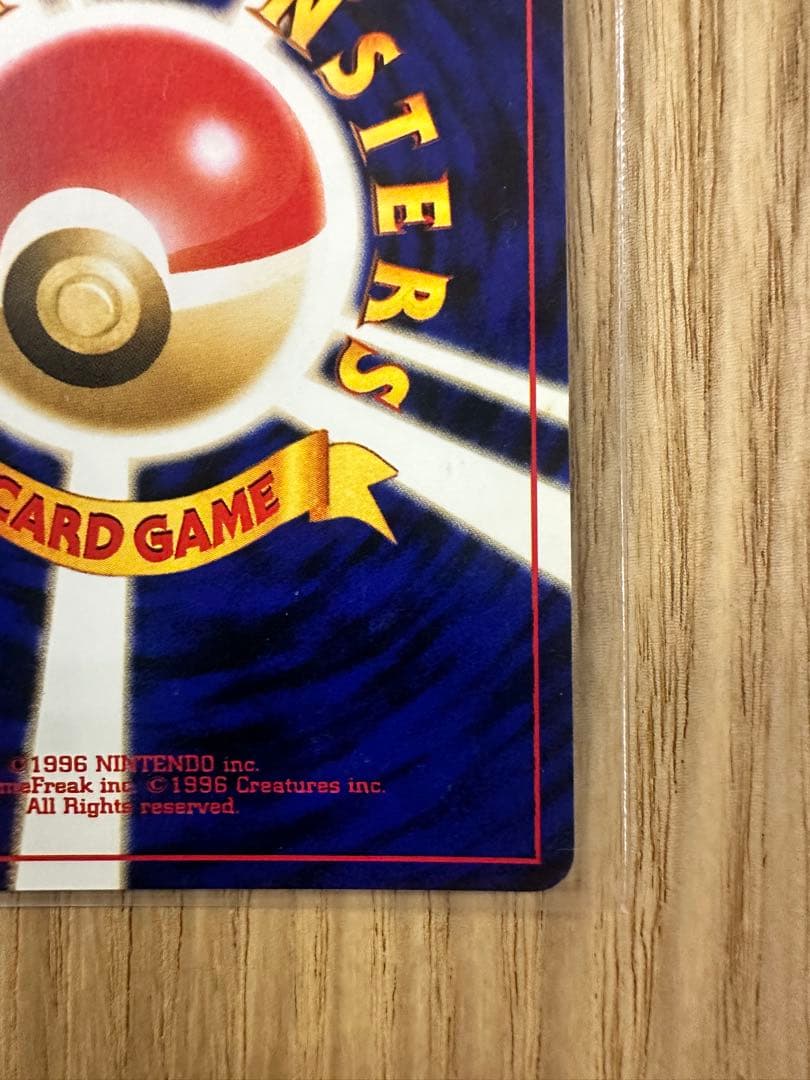 NSTERS
CARD GAME
©1996 NINTENDO inc.
meFreak inc. ©1996 Creatures inc.
All Rights reserved.